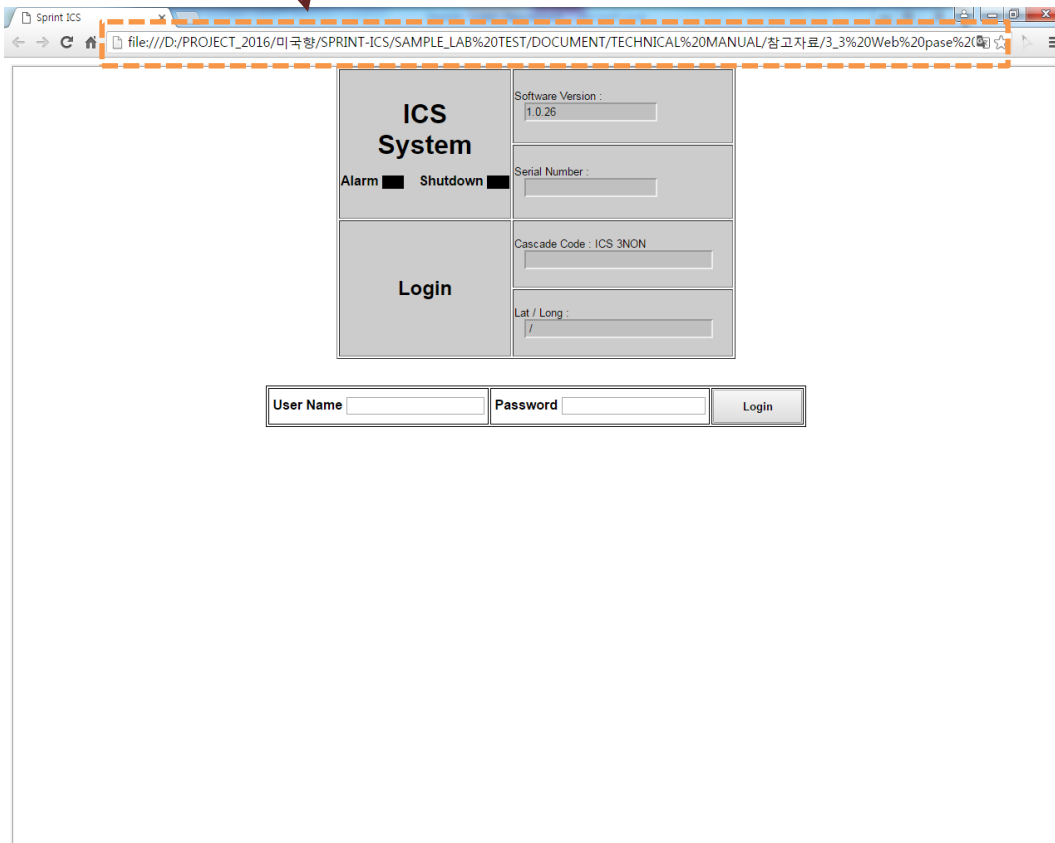 Sprint ICS
file:///D:/PROJECT_2016/미국향/SPRINT-ICS/SAMPLE_LAB%20TEST/DOCUMENT/TECHNICAL%20MANUAL/참고자료/3_3%20Web%20pase%2(
ICS
System
Alarm Shutdown
Software Version :
1.0.26
Serial Number :
Login
Cascade Code : ICS 3NON
Lat / Long :
/
User Name Password Login